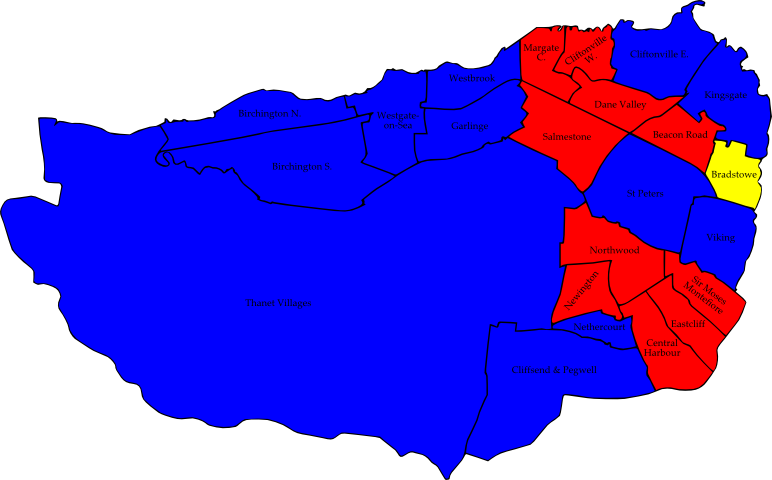 Margate
C.
Cliftonville
W.
Cliftonville E.
Kingsgate
Westbrook
Birchington N.
Westgate-
on-Sea
Garlinge
Dane Valley
Salmestone
Beacon Road
Birchington S.
Bradstowe
St Peters
Viking
Northwood
Newington
Sir Moses
Montefiore
Thanet Villages
Nethercourt
Eastcliff
Central
Harbour
Cliffsend & Pegwell